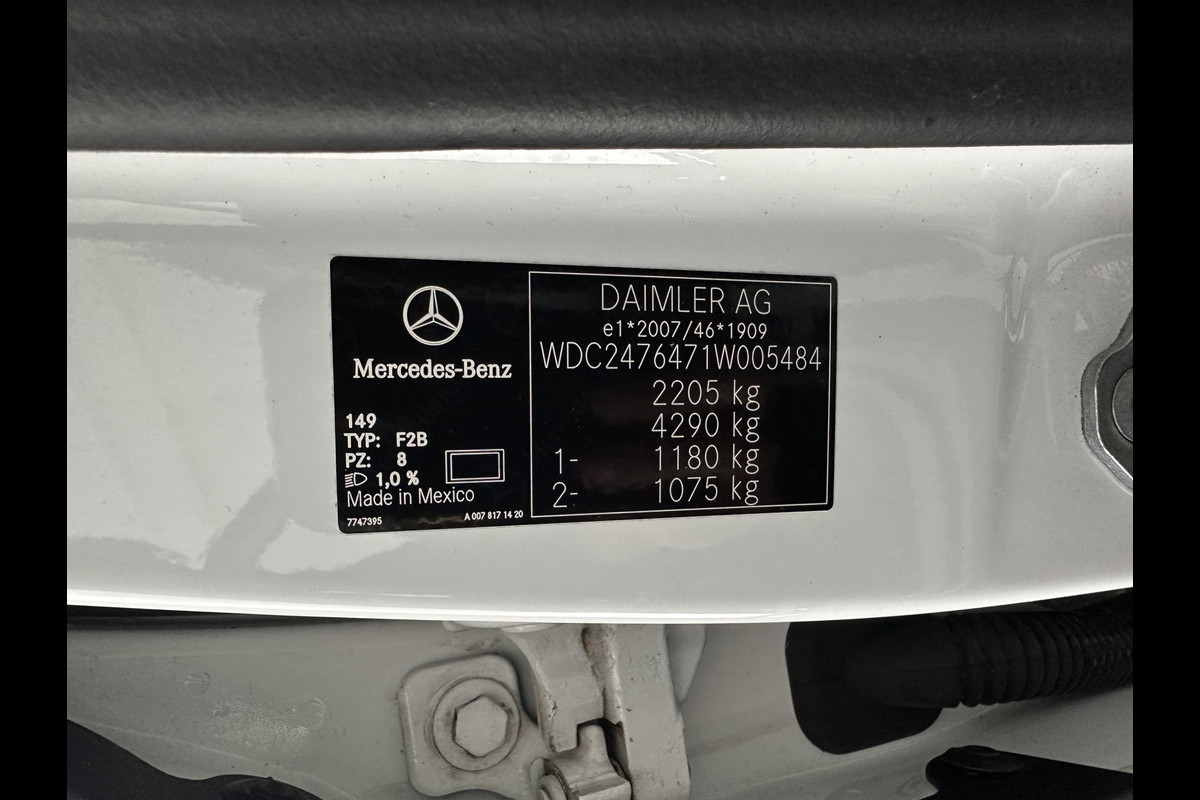 Mercedes-Benz
149
TYP: F2B
PZ: 8
1,0 %
Made in Mexico
7747395 A 007 817 14 20
DAIMLER AG
e1*2007/46*1909
WDC2476471W005484
2205 kg
4290 kg
1- 1180 kg
2- 1075 kg